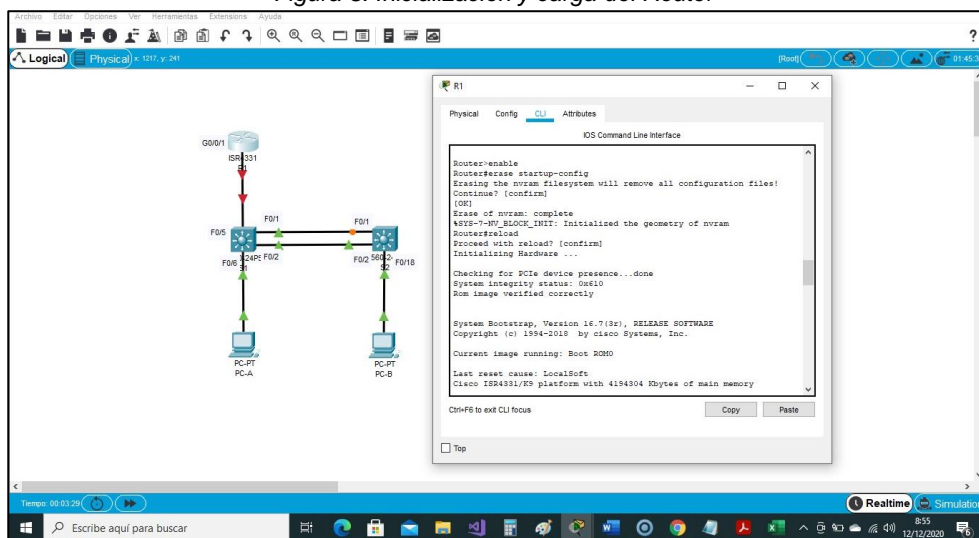 Figura 3. Inicialización y carga del Router
Archivo Editar Opciones Ver Herramientas Extensions Ayuda
?
Logical Physical x: 1217, y: 241 [Root] 01:45:3
R1
Physical Config CLI Attributes
IOS Command Line Interface
Router>enable
Router#erase startup-config
Erasing the nvram filesystem will remove all configuration files!
Continue? [confirm]
[OK]
Erase of nvram: complete
%SYS-7-NV_BLOCK_INIT: Initialized the geometry of nvram
Router#reload
Proceed with reload? [confirm]
Initializing Hardware ...
Checking for PCIe device presence...done
System integrity status: 0x610
Rom image verified correctly
System Bootstrap, Version 16.7(3r), RELEASE SOFTWARE
Copyright (c) 1994-2018 by cisco Systems, Inc.
Current image running: Boot ROM0
Last reset cause: LocalSoft
Cisco ISR4331/K9 platform with 4194304 Kbytes of main memory
Ctrl+F6 to exit CLI focus
Copy Paste
Top
G0/0/1
ISR4331
R1
F0/1 F0/1
F0/5
F0/6 F0/2 F0/2 F0/18
PC-PT
PC-A
PC-PT
PC-B
Tiempo: 00:03:29 Realtime Simulation
Escribe aquí para buscar
8:55
12/12/2020